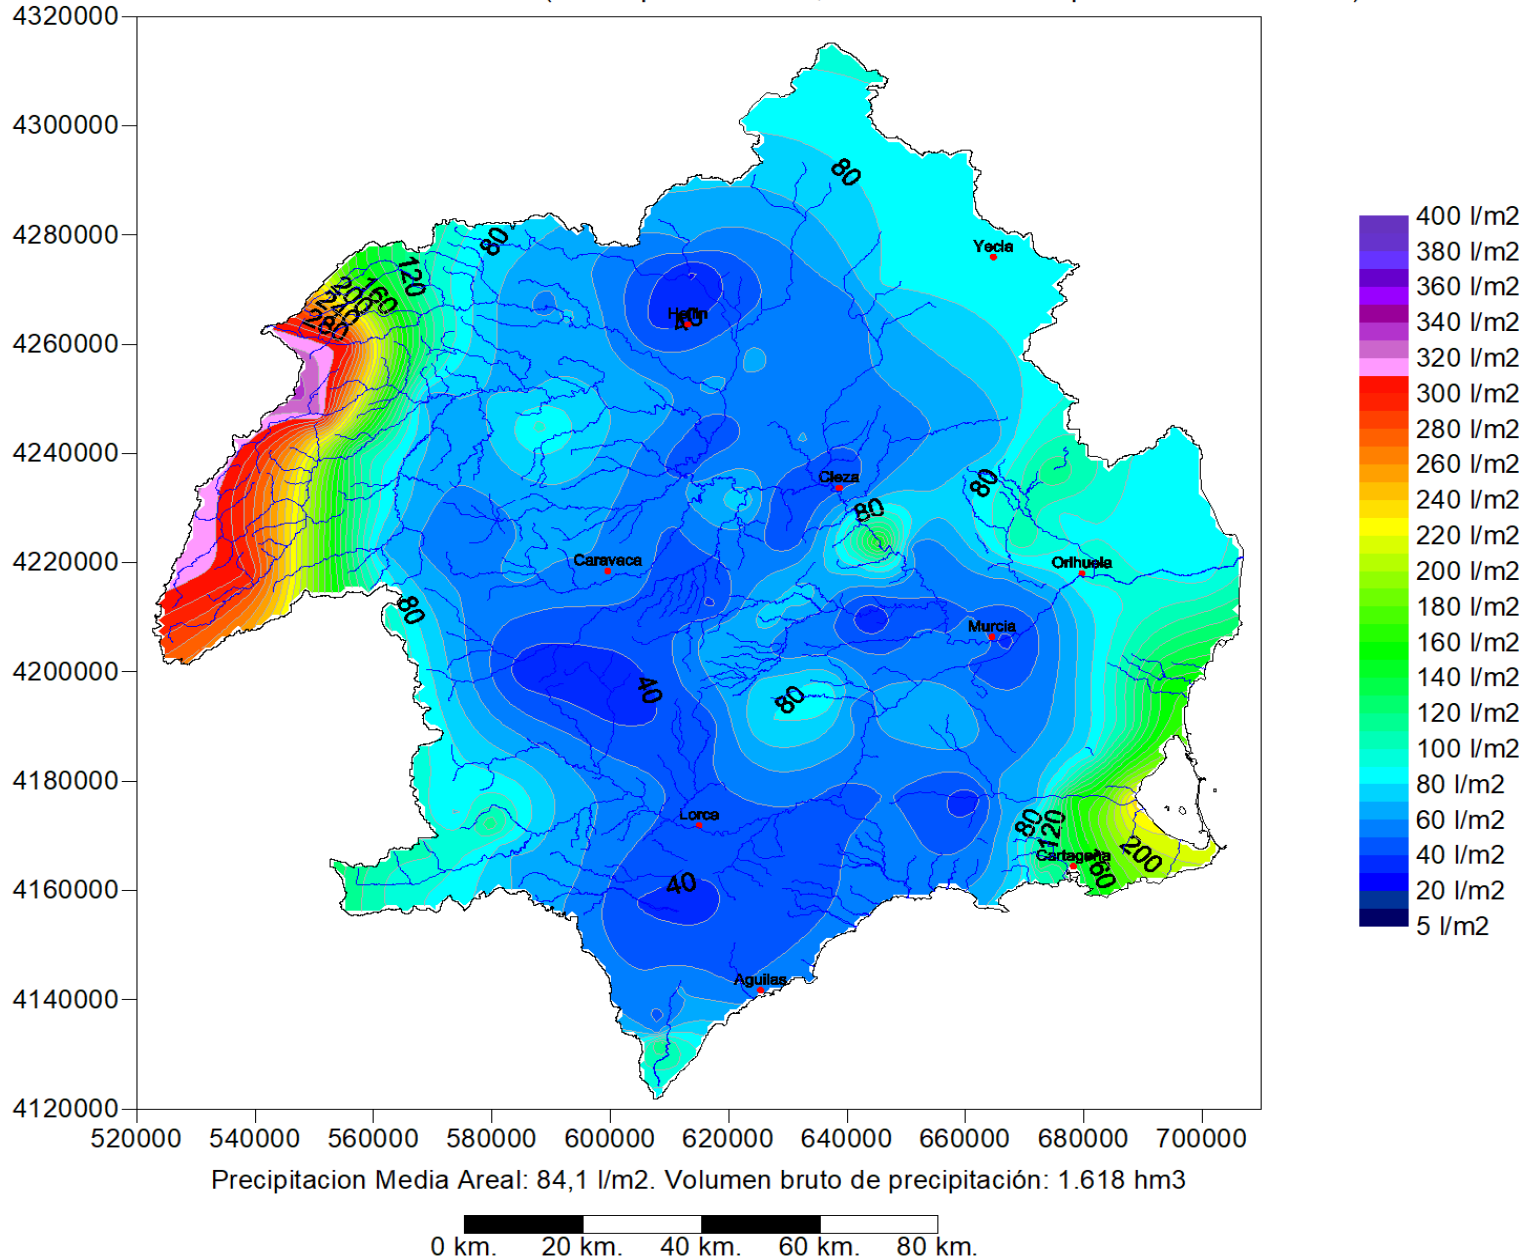 4320000
4300000
4280000
4260000
4240000
4220000
4200000
4180000
4160000
4140000
4120000
520000 540000 560000 580000 600000 620000 640000 660000 680000 700000
80
Yecla
80
120
160
200
240
280
Hellin
40
80
Cieza
80
Caravaca
Orihuela
80
Murcia
40
80
Lorca
80
120
Cartagena
160
200
40
Aguilas
400 l/m2
380 l/m2
360 l/m2
340 l/m2
320 l/m2
300 l/m2
280 l/m2
260 l/m2
240 l/m2
220 l/m2
200 l/m2
180 l/m2
160 l/m2
140 l/m2
120 l/m2
100 l/m2
80 l/m2
60 l/m2
40 l/m2
20 l/m2
5 l/m2
Precipitacion Media Areal: 84,1 l/m2. Volumen bruto de precipitación: 1.618 hm3
0 km. 20 km. 40 km. 60 km. 80 km.